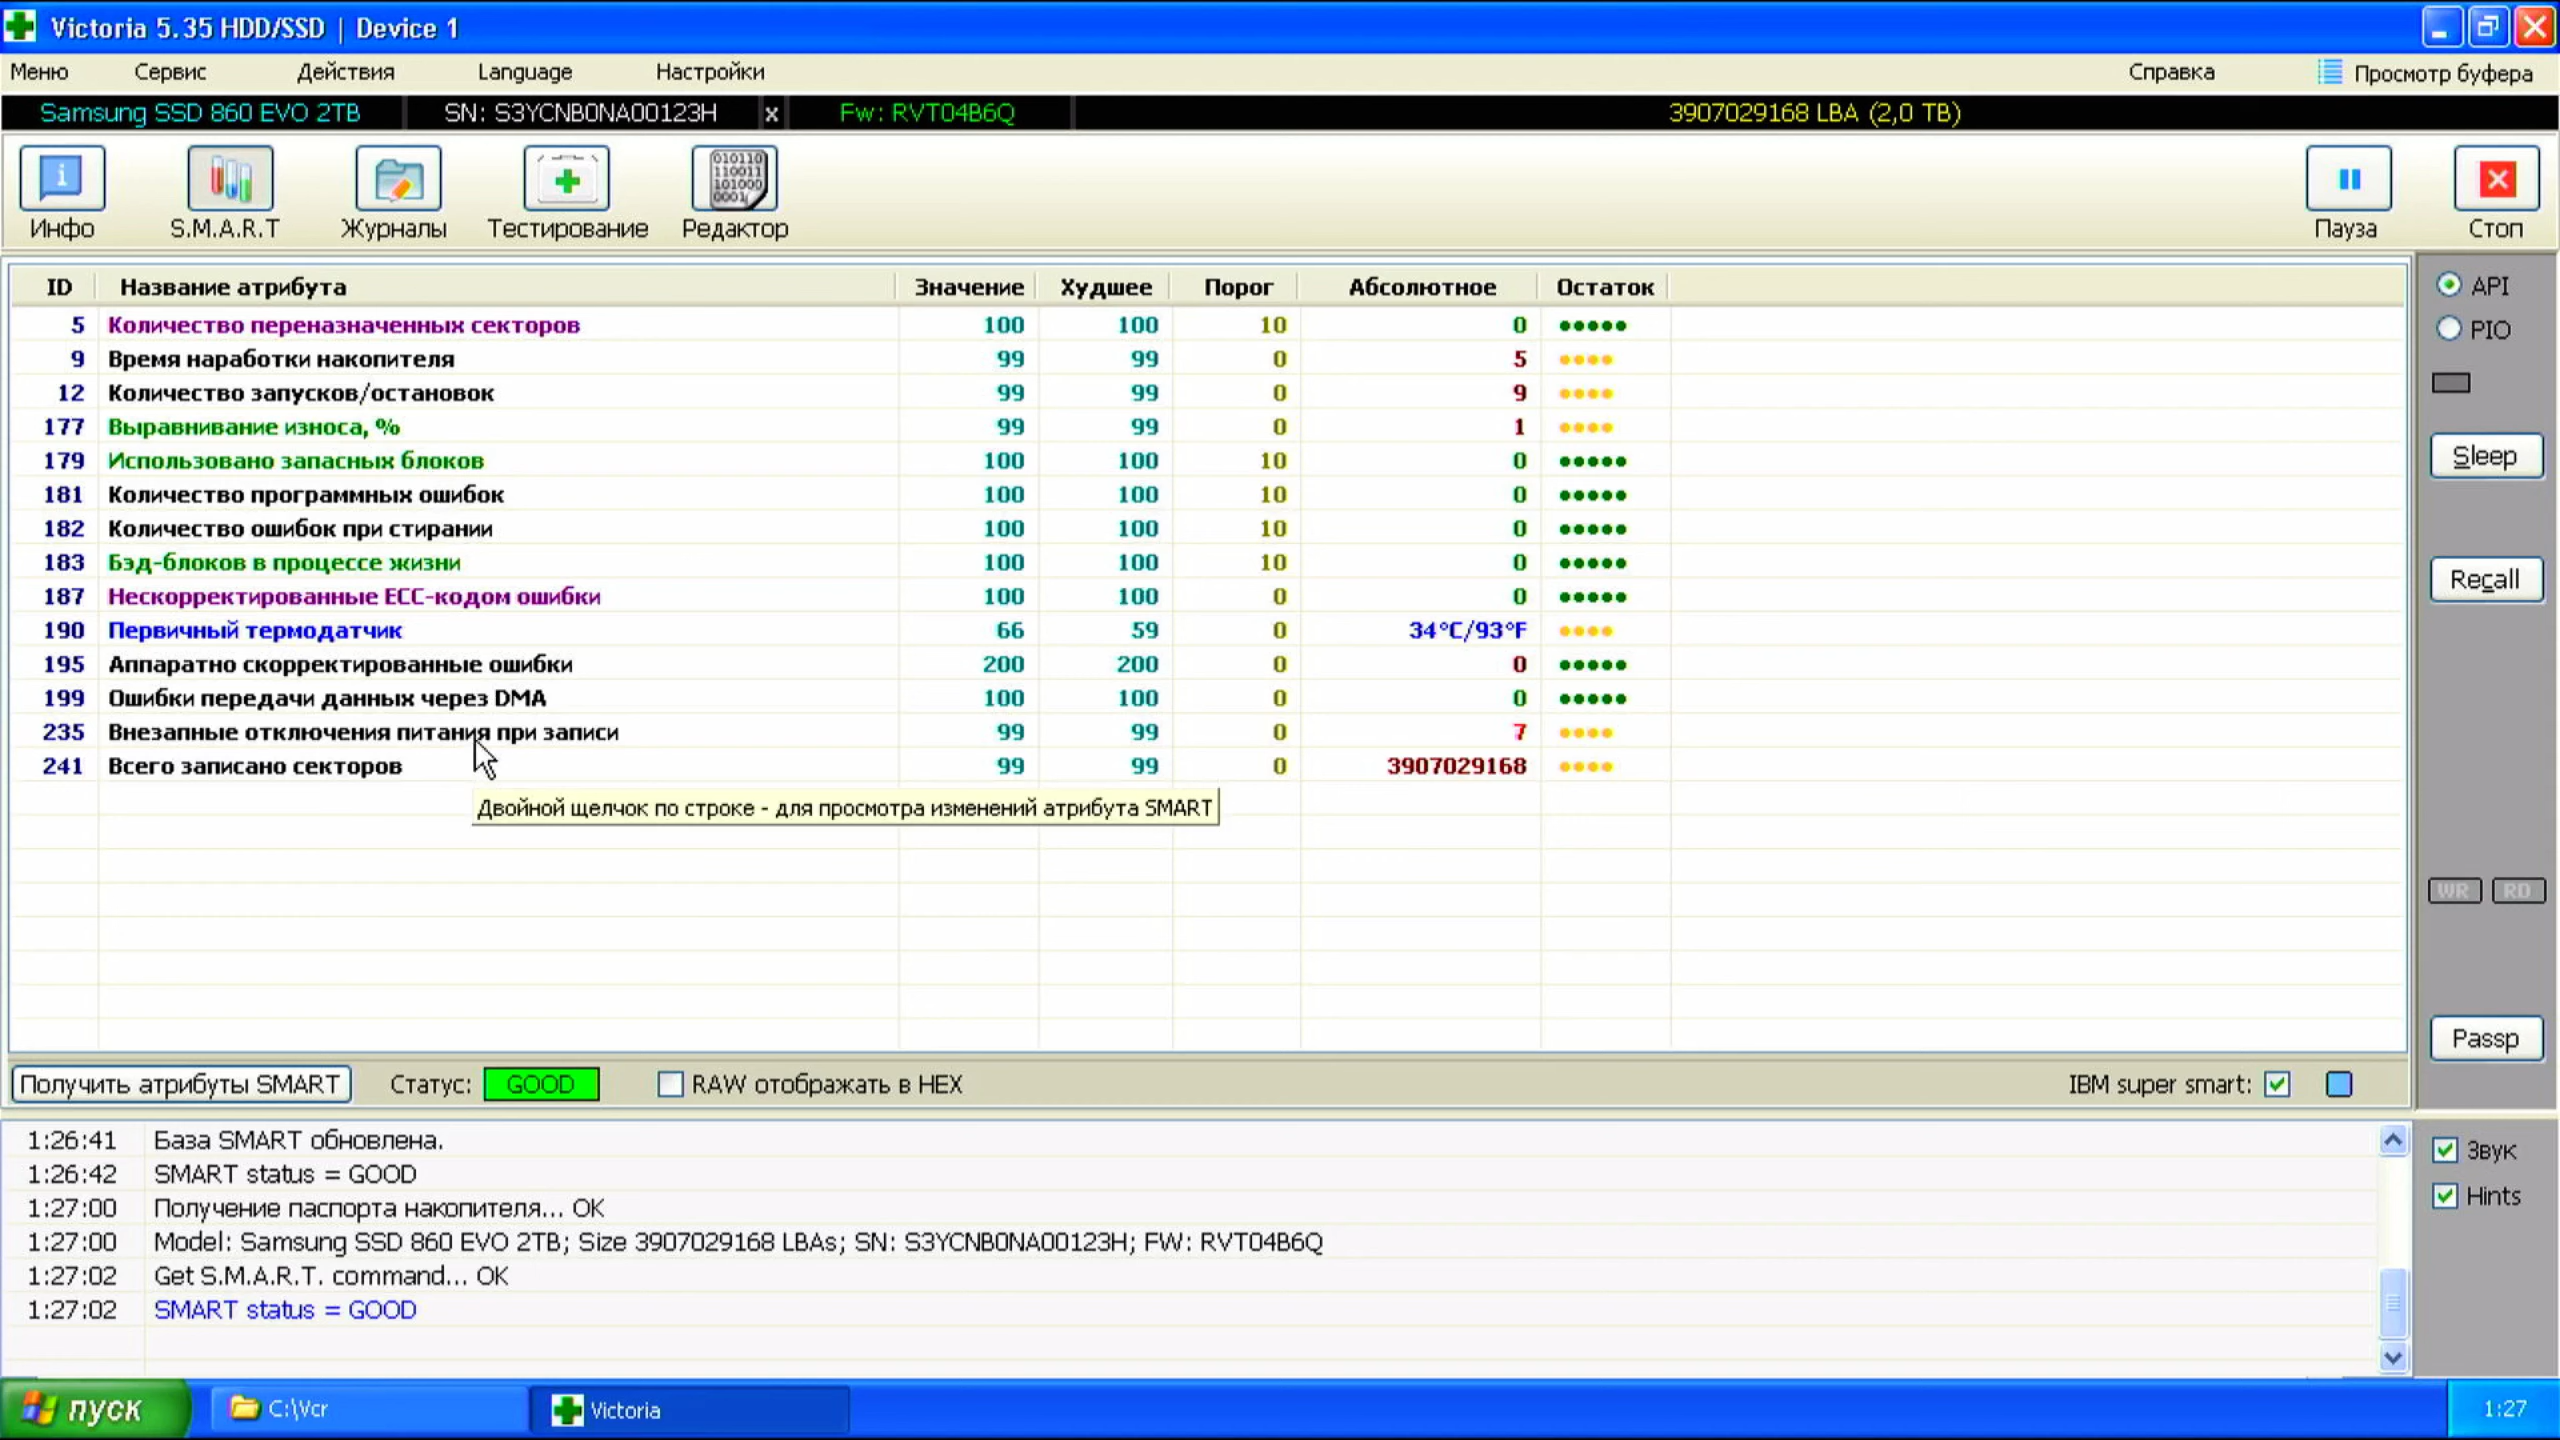 Victoria 5.35 HDD/SSD | Device 1
Меню Сервис Действия Language Настройки Справка Просмотр буфера
Samsung SSD 860 EVO 2TB SN: S3YCNB0NA00123H x Fw: RVT04B6Q 3907029168 LBA (2,0 TB)
Инфо S.M.A.R.T Журналы Тестирование Редактор Пауза Стоп
ID Название атрибута Значение Худшее Порог Абсолютное Остаток
5 Количество переназначенных секторов 100 100 10 0
9 Время наработки накопителя 99 99 0 5
12 Количество запусков/остановок 99 99 0 9
177 Выравнивание износа, % 99 99 0 1
179 Использовано запасных блоков 100 100 10 0
181 Количество программных ошибок 100 100 10 0
182 Количество ошибок при стирании 100 100 10 0
183 Бэд-блоков в процессе жизни 100 100 10 0
187 Нескорректированные ECC-кодом ошибки 100 100 0 0
190 Первичный термодатчик 66 59 0 34°C/93°F
195 Аппаратно скорректированные ошибки 200 200 0 0
199 Ошибки передачи данных через DMA 100 100 0 0
235 Внезапные отключения питания при записи 99 99 0 7
241 Всего записано секторов 99 99 0 3907029168
Двойной щелчок по строке - для просмотра изменений атрибута SMART
API
PIO
Sleep
Recall
WR RD
Passp
Получить атрибуты SMART Статус: GOOD RAW отображать в HEX IBM super smart:
1:26:41 База SMART обновлена.
1:26:42 SMART status = GOOD
1:27:00 Получение паспорта накопителя... OK
1:27:00 Model: Samsung SSD 860 EVO 2TB; Size 3907029168 LBAs; SN: S3YCNB0NA00123H; FW: RVT04B6Q
1:27:02 Get S.M.A.R.T. command... OK
1:27:02 SMART status = GOOD
Звук
Hints
пуск C:\Vcr Victoria 1:27
010110
110011
101000
0001